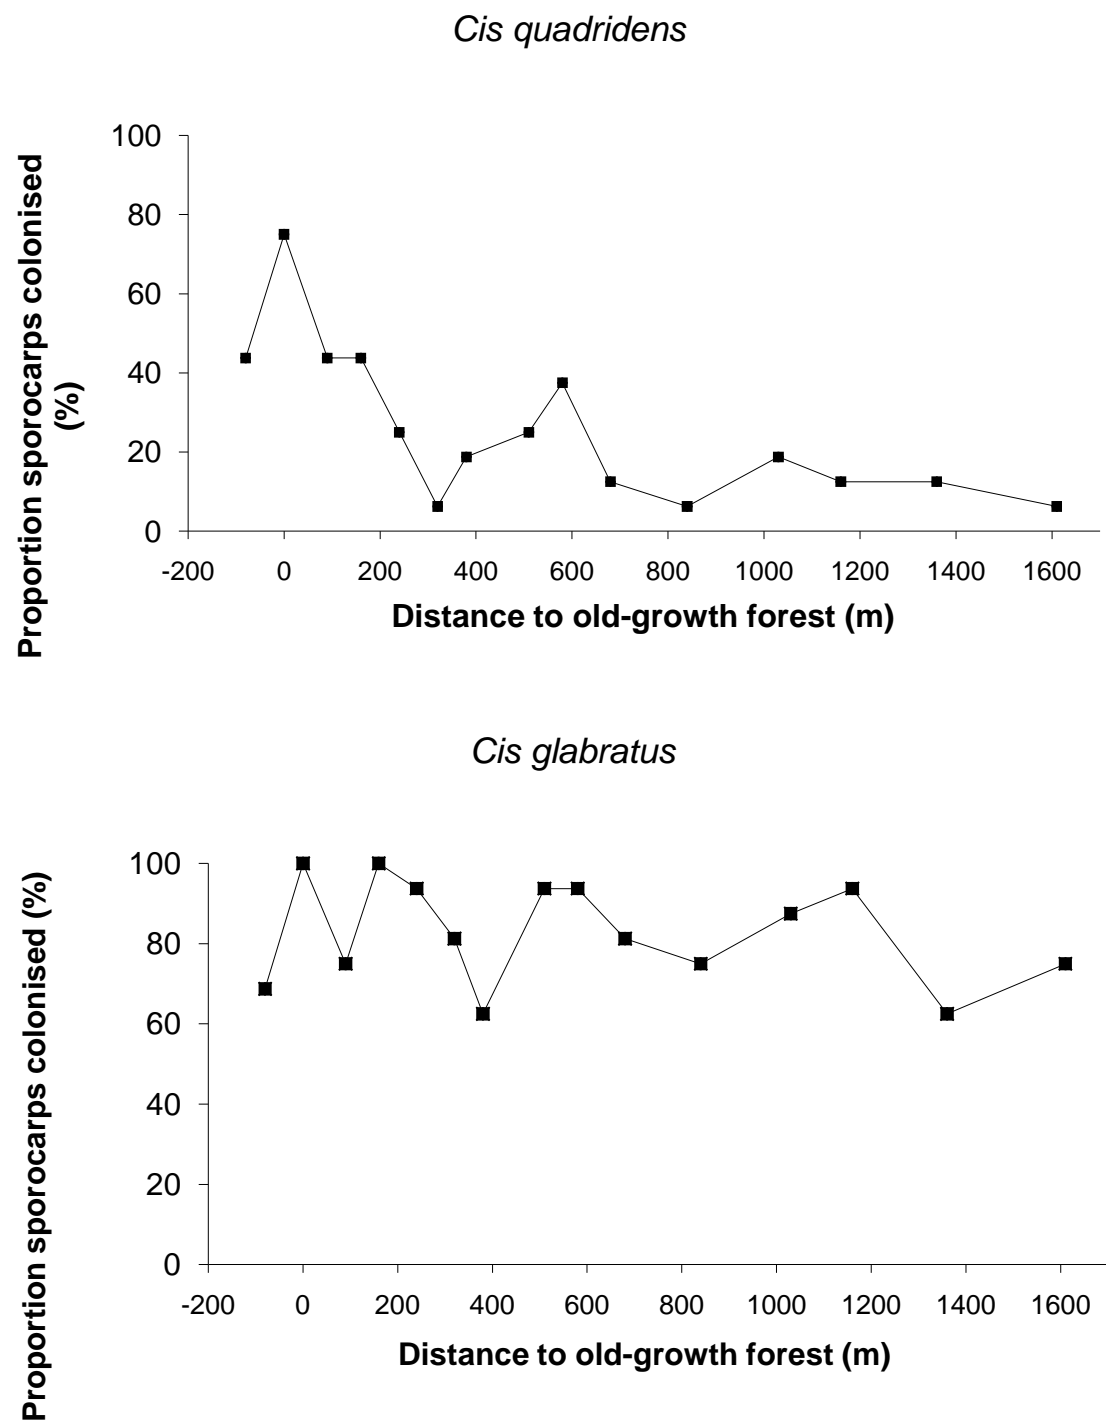 Cis quadridens
Proportion sporocarps colonised
(%)
100
80
60
40
20
0
-200 0 200 400 600 800 1000 1200 1400 1600
Distance to old-growth forest (m)
Cis glabratus
Proportion sporocarps colonised (%)
100
80
60
40
20
0
-200 0 200 400 600 800 1000 1200 1400 1600
Distance to old-growth forest (m)